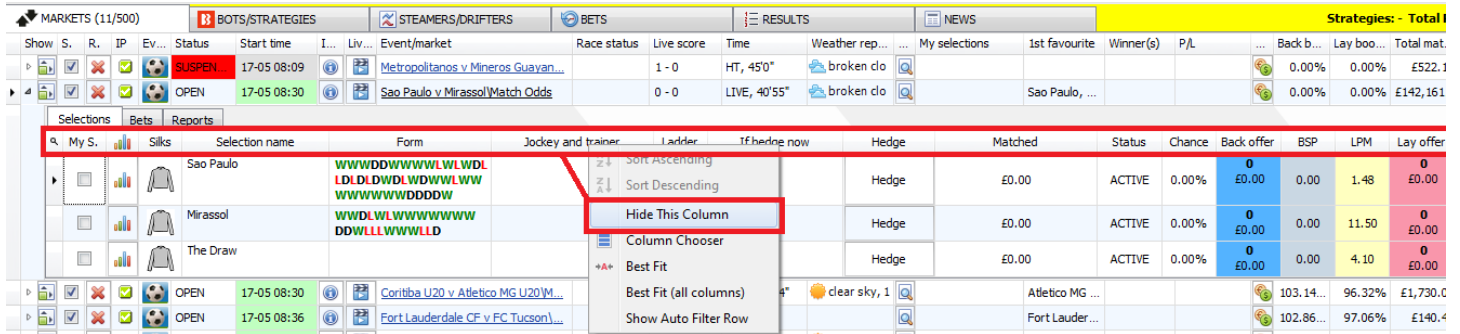 MARKETS (11/500) BOTS/STRATEGIES STEAMERS/DRIFTERS BETS RESULTS NEWS Strategies: - Total
Show S. R. IP Ev... Status Start time I... Liv... Event/market Race status Live score Time Weather rep... ... My selections 1st favourite Winner(s) P/L ... Back b... Lay boo... Total mat.
SUSPEN... 17-05 08:09 Metropolitanos v Mineros Guayan... 1 - 0 HT, 45'0" broken clo 0.00% 0.00% £522.1
OPEN 17-05 08:30 Sao Paulo v Mirassol\Match Odds 0 - 0 LIVE, 40'55" broken clo Sao Paulo, ... 0.00% 0.00% £142,161
Selections Bets Reports
My S. Silks Selection name Form Jockey and trainer Ladder If hedge now Hedge Matched Status Chance Back offer BSP LPM Lay offer
Sao Paulo WWWDDWWWWLWLWDL 0 0
LDLDLDWDLWDWWLWW Hedge £0.00 ACTIVE 0.00% £0.00 0.00 1.48 £0.00
WWWWWWDDDDW
Mirassol WWDLWLWWWWWWW 0 0
DDWLLLWWWLLD Hedge £0.00 ACTIVE 0.00% £0.00 0.00 11.50 £0.00
The Draw 0 0
Hedge £0.00 ACTIVE 0.00% £0.00 0.00 4.10 £0.00
Sort Ascending
Sort Descending
Hide This Column
Column Chooser
Best Fit
Best Fit (all columns)
Show Auto Filter Row
OPEN 17-05 08:30 Coritiba U20 v Atletico MG U20\M... 4" clear sky, 1 Atletico MG ... 103.14... 96.32% £1,730.0
OPEN 17-05 08:36 Fort Lauderdale CF v FC Tucson\... Fort Lauder... 102.86... 97.06% £140.4